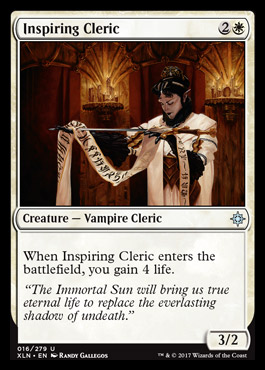 Inspiring Cleric 2
Creature — Vampire Cleric
When Inspiring Cleric enters the
battlefield, you gain 4 life.
“The Immortal Sun will bring us true
eternal life to replace the everlasting
shadow of undeath.”
3/2
016/279 U
XLN • EN Randy Gallegos
™ & © 2017 Wizards of the Coast